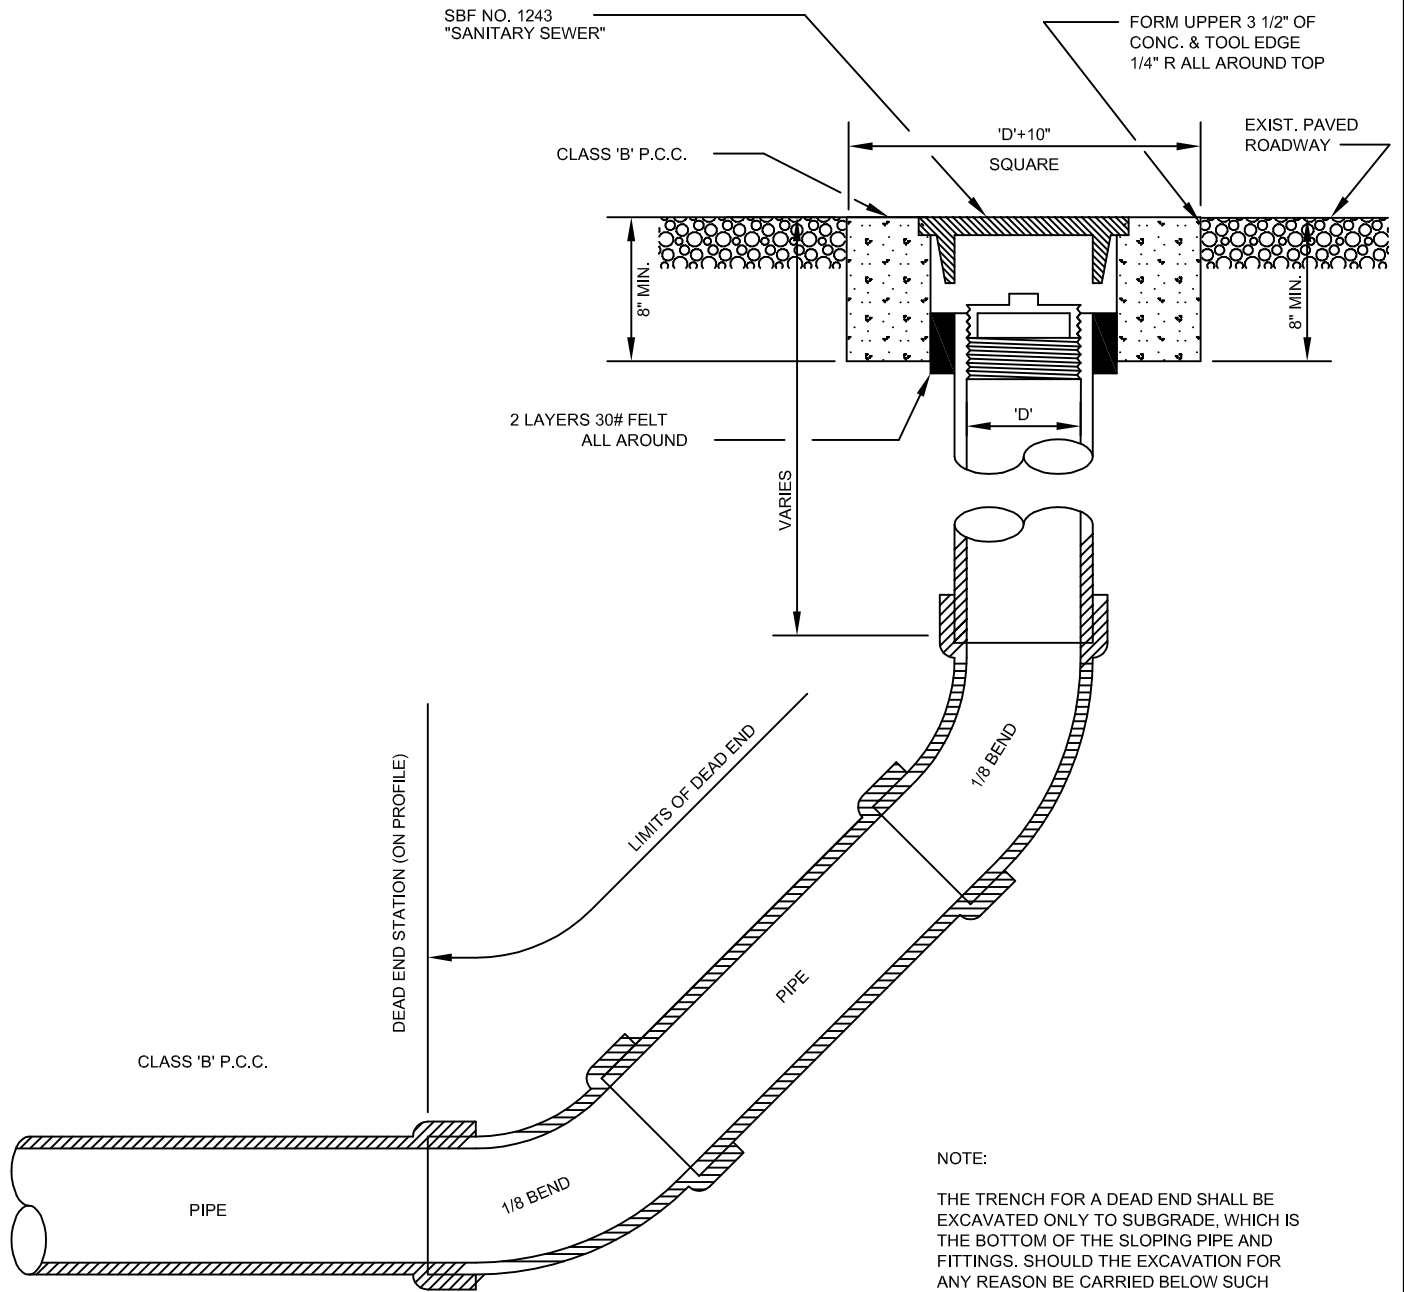 SBF NO. 1243
"SANITARY SEWER"
FORM UPPER 3 1/2" OF
CONC. & TOOL EDGE
1/4" R ALL AROUND TOP
'D'+10"
SQUARE
EXIST. PAVED
ROADWAY
CLASS 'B' P.C.C.
8" MIN.
8" MIN.
2 LAYERS 30# FELT
ALL AROUND
'D'
VARIES
1/8 BEND
LIMITS OF DEAD END
DEAD END STATION (ON PROFILE)
PIPE
CLASS 'B' P.C.C.
1/8 BEND
PIPE
NOTE:
THE TRENCH FOR A DEAD END SHALL BE
EXCAVATED ONLY TO SUBGRADE, WHICH IS
THE BOTTOM OF THE SLOPING PIPE AND
FITTINGS. SHOULD THE EXCAVATION FOR
ANY REASON BE CARRIED BELOW SUCH